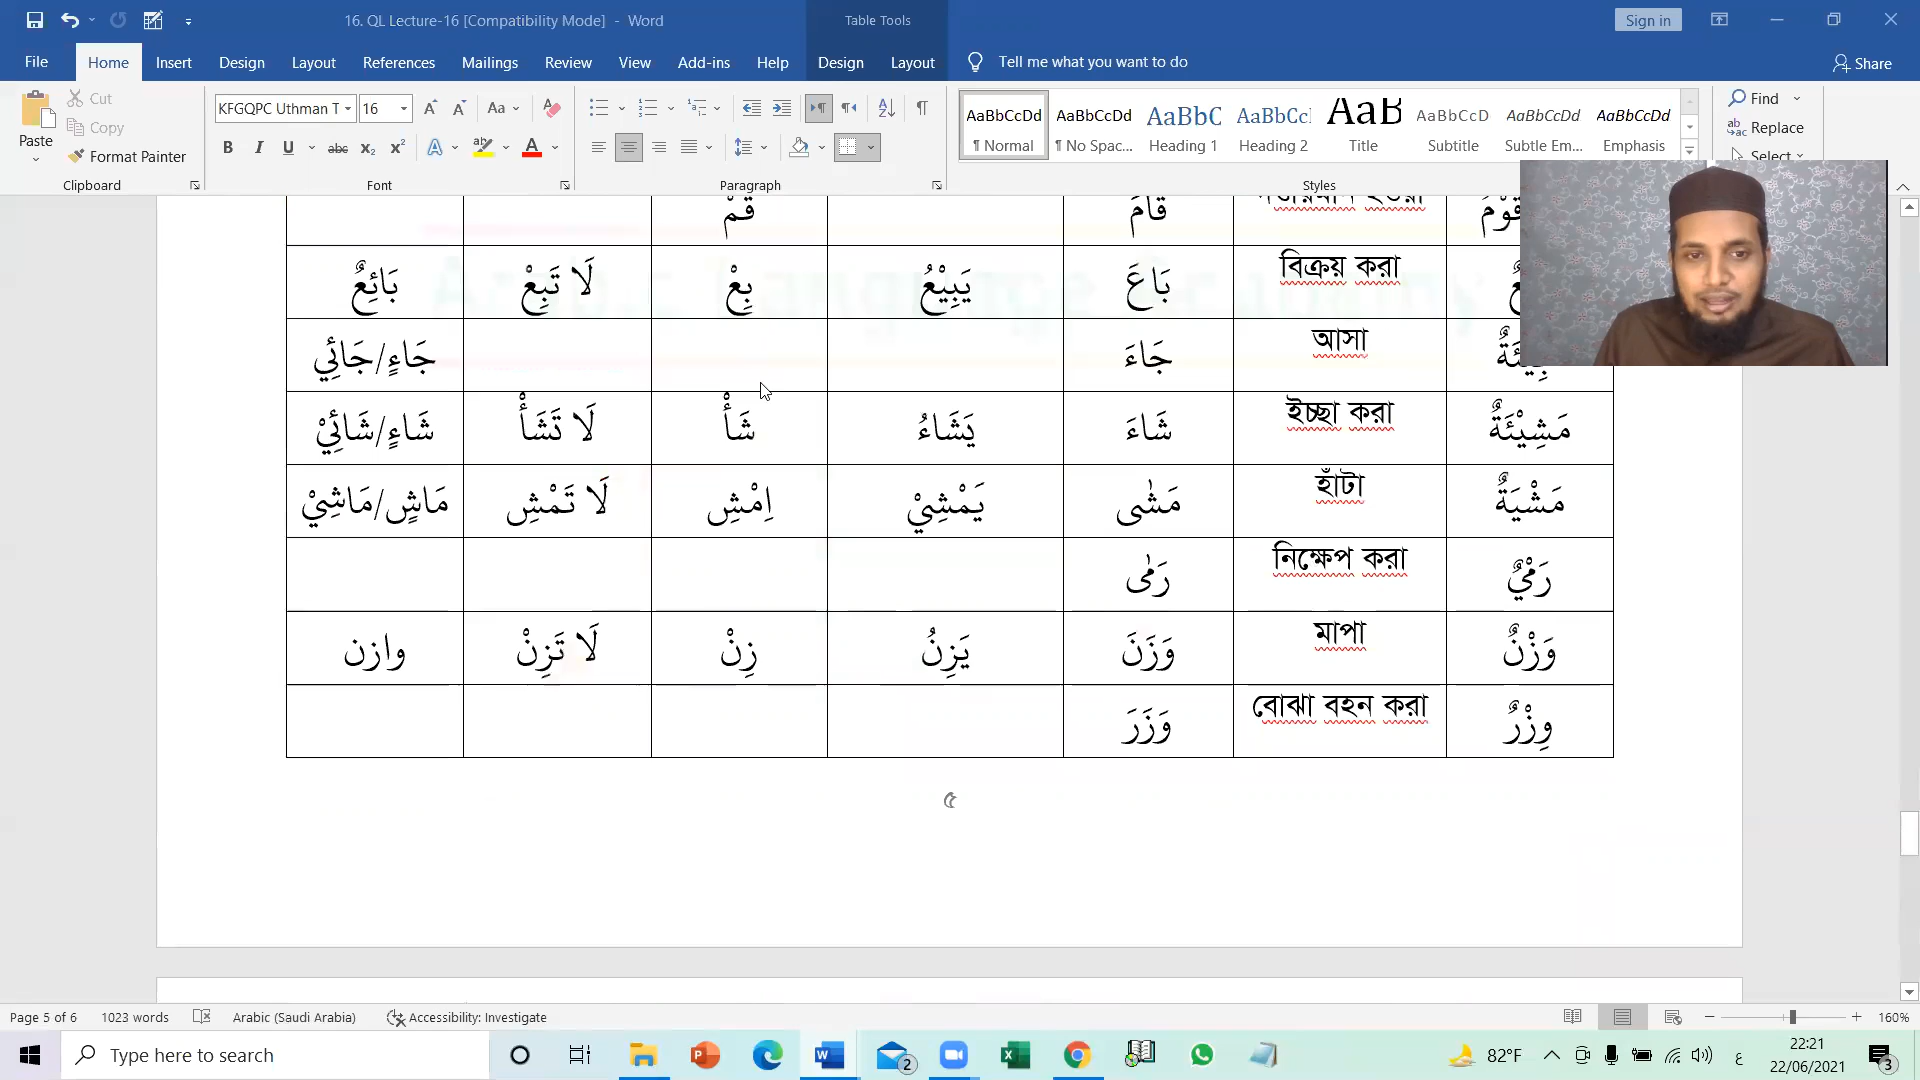 16. QL Lecture-16 [Compatibility Mode] - Word
Table Tools
Sign in
File Home Insert Design Layout References Mailings Review View Add-ins Help Design Layout Tell me what you want to do Share
Paste
Cut
Copy
Format Painter
Clipboard
KFGQPC Uthman T 16
Font
Paragraph
AaBbCcDd AaBbCcDd AaBbC AaBbCc AaB AaBbCcD AaBbCcDd AaBbCcDd
¶ Normal ¶ No Spac... Heading 1 Heading 2 Title Subtitle Subtle Em... Emphasis
Styles
Find
Replace
Select
قَامَ قُمْ
বিক্রয় করা بَاعَ يَبِيْعُ بِعْ لَا تَبِعْ بَائِعٌ
আসা جَاءَ جَاءٍ/جَائِي
مَشِيْئَةٌ ইচ্ছা করা شَاءَ يَشَاءُ شَأْ لَا تَشَأْ شَاءٍ/شَائِيْ
مَشْيَةٌ হাঁটা مَشٰى يَمْشِيْ اِمْشِ لَا تَمْشِ مَاشٍ/مَاشِيْ
رَمْيٌ নিক্ষেপ করা رَمٰى
وَزْنٌ মাপা وَزَنَ يَزِنُ زِنْ لَا تَزِنْ وازن
وِزْرٌ বোঝা বহন করা وَزَرَ
Page 5 of 6 1023 words Arabic (Saudi Arabia) Accessibility: Investigate 160%
Type here to search
2
82°F
ع
22:21
22/06/2021
3